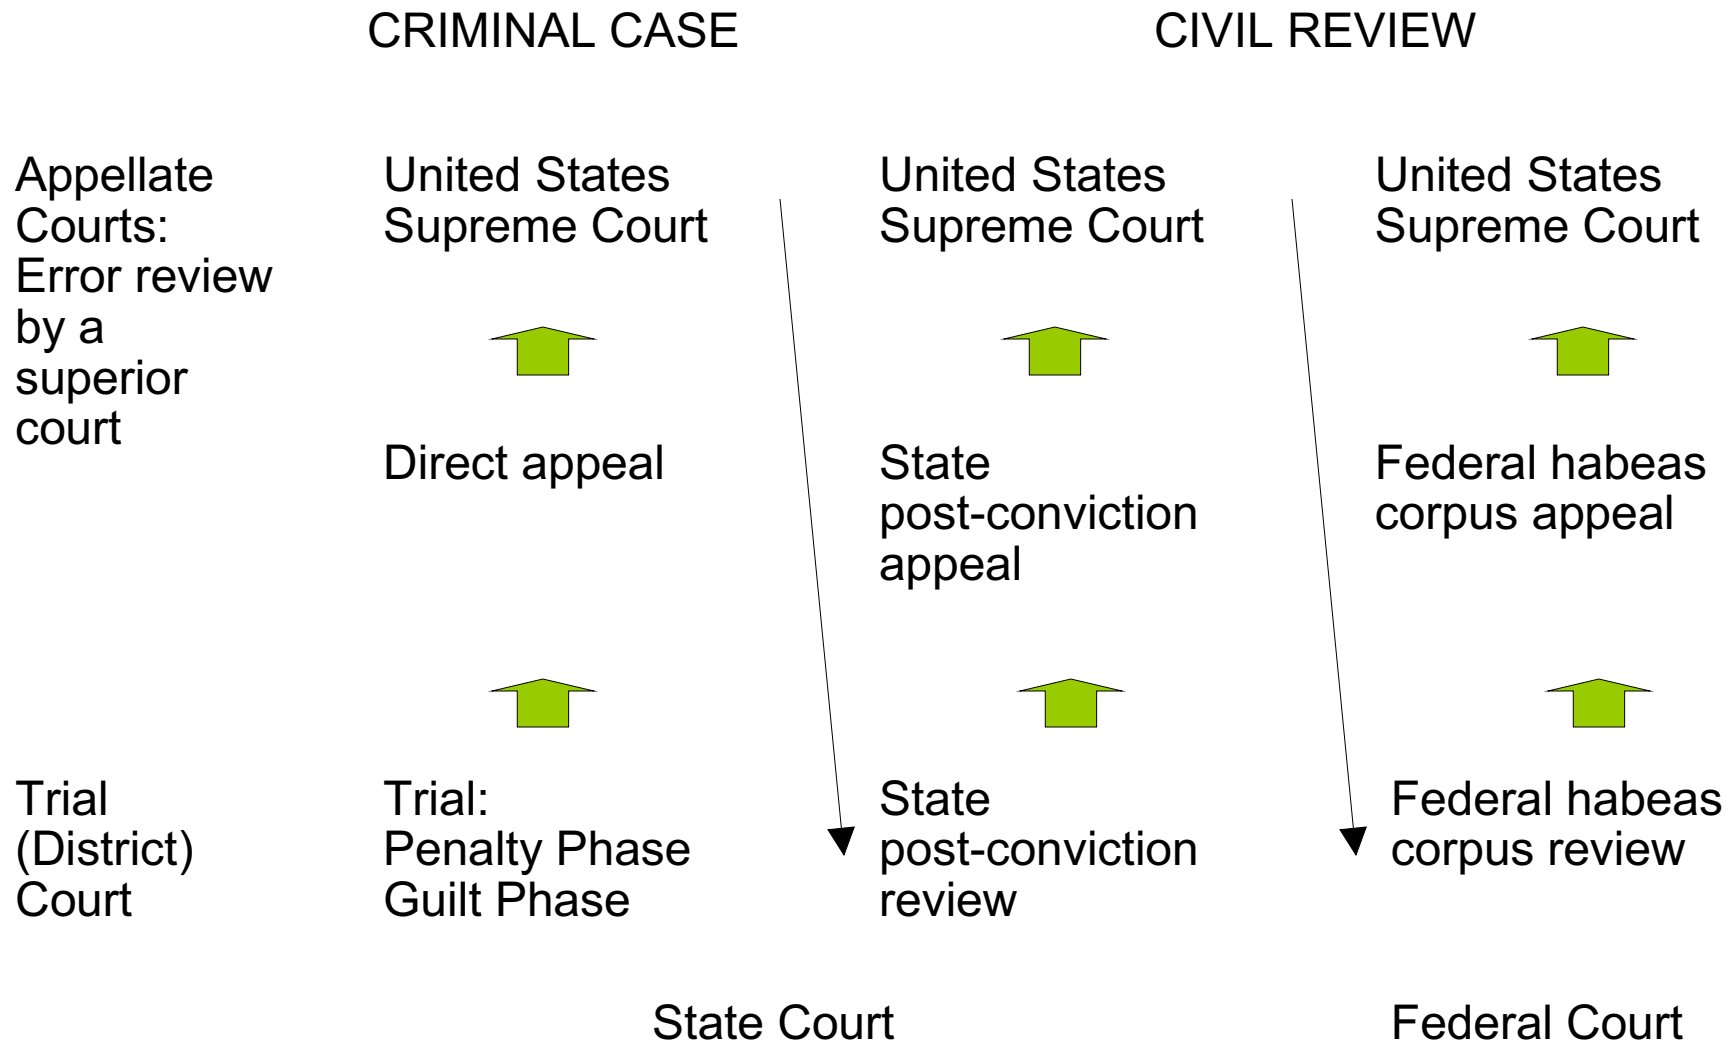 CRIMINAL CASE
CIVIL REVIEW
Appellate
Courts:
Error review
by a
superior
court
United States
Supreme Court
United States
Supreme Court
United States
Supreme Court
Direct appeal
State
post-conviction
appeal
Federal habeas
corpus appeal
Trial
(District)
Court
Trial:
Penalty Phase
Guilt Phase
State
post-conviction
review
Federal habeas
corpus review
State Court
Federal Court